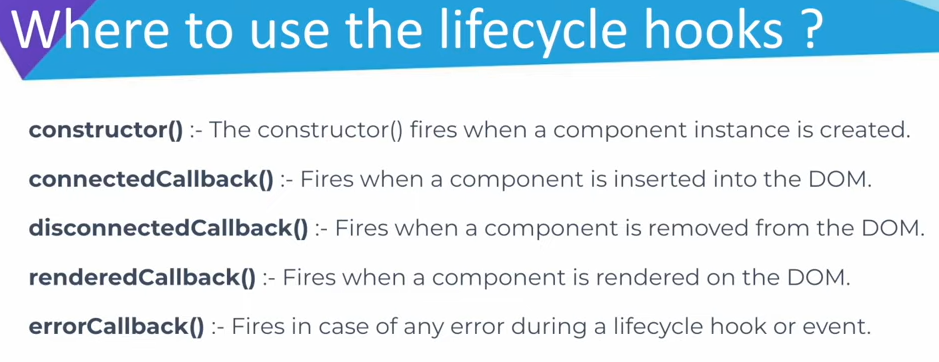 Where to use the lifecycle hooks ?
constructor() :- The constructor() fires when a component instance is created.
connectedCallback() :- Fires when a component is inserted into the DOM.
disconnectedCallback() :- Fires when a component is removed from the DOM.
renderedCallback() :- Fires when a component is rendered on the DOM.
errorCallback() :- Fires in case of any error during a lifecycle hook or event.